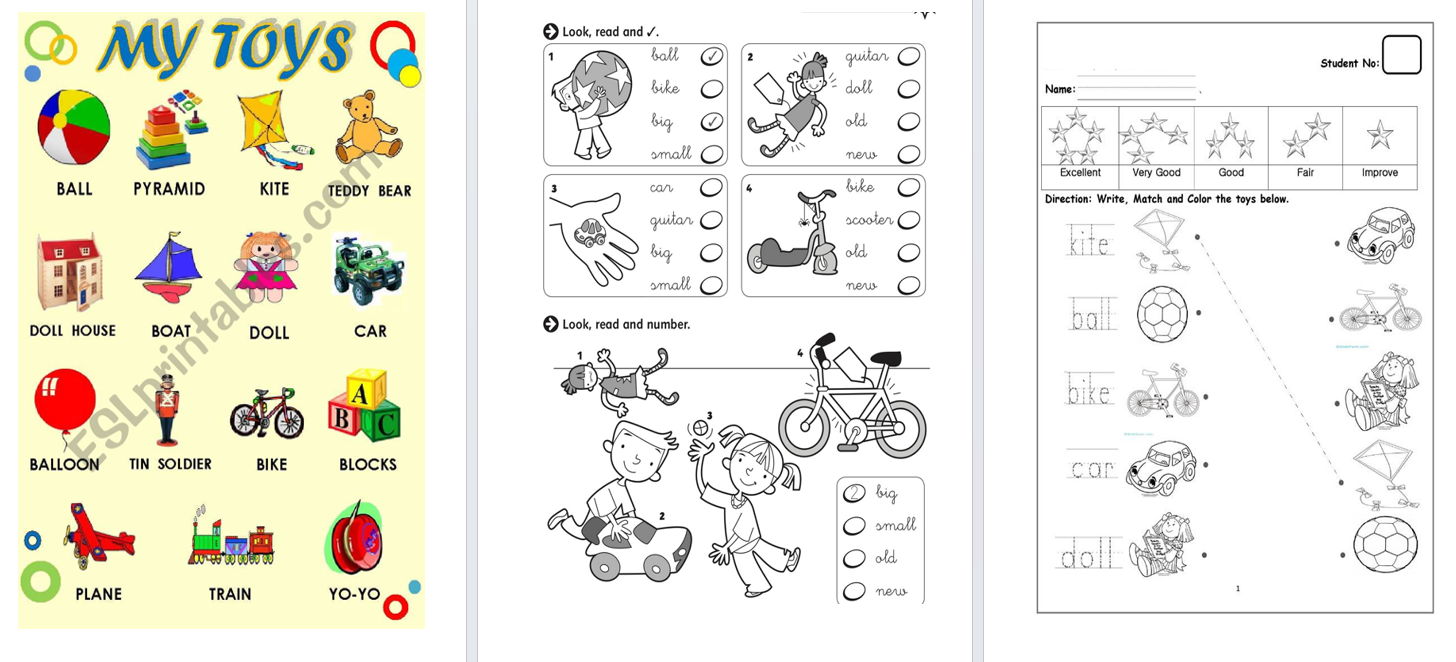 MY TOYS
BALL PYRAMID KITE TEDDY BEAR
DOLL HOUSE BOAT DOLL CAR
BALLOON TIN SOLDIER BIKE BLOCKS
A
B C
PLANE TRAIN YO-YO
ESLprintables.com
Look, read and ✓.
1
ball ✓
bike
big ✓
small
2
guitar
doll
old
new
3
car
guitar
big
small
4
bike
scooter
old
new
Look, read and number.
1
4
3
2
2 big
small
old
new
Student No:
Name:
Excellent Very Good Good Fair Improve
Direction: Write, Match and Color the toys below.
kite
ball
bike
car
doll
1